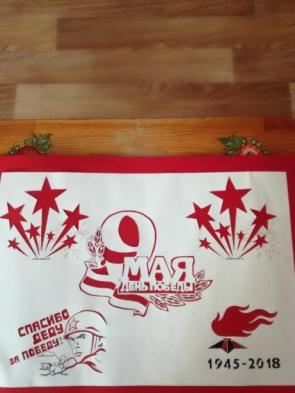 9
МАЯ
ДЕНЬ ПОБЕДЫ
СПАСИБО
ДЕДУ
ЗА ПОБЕДУ!
1945-2018